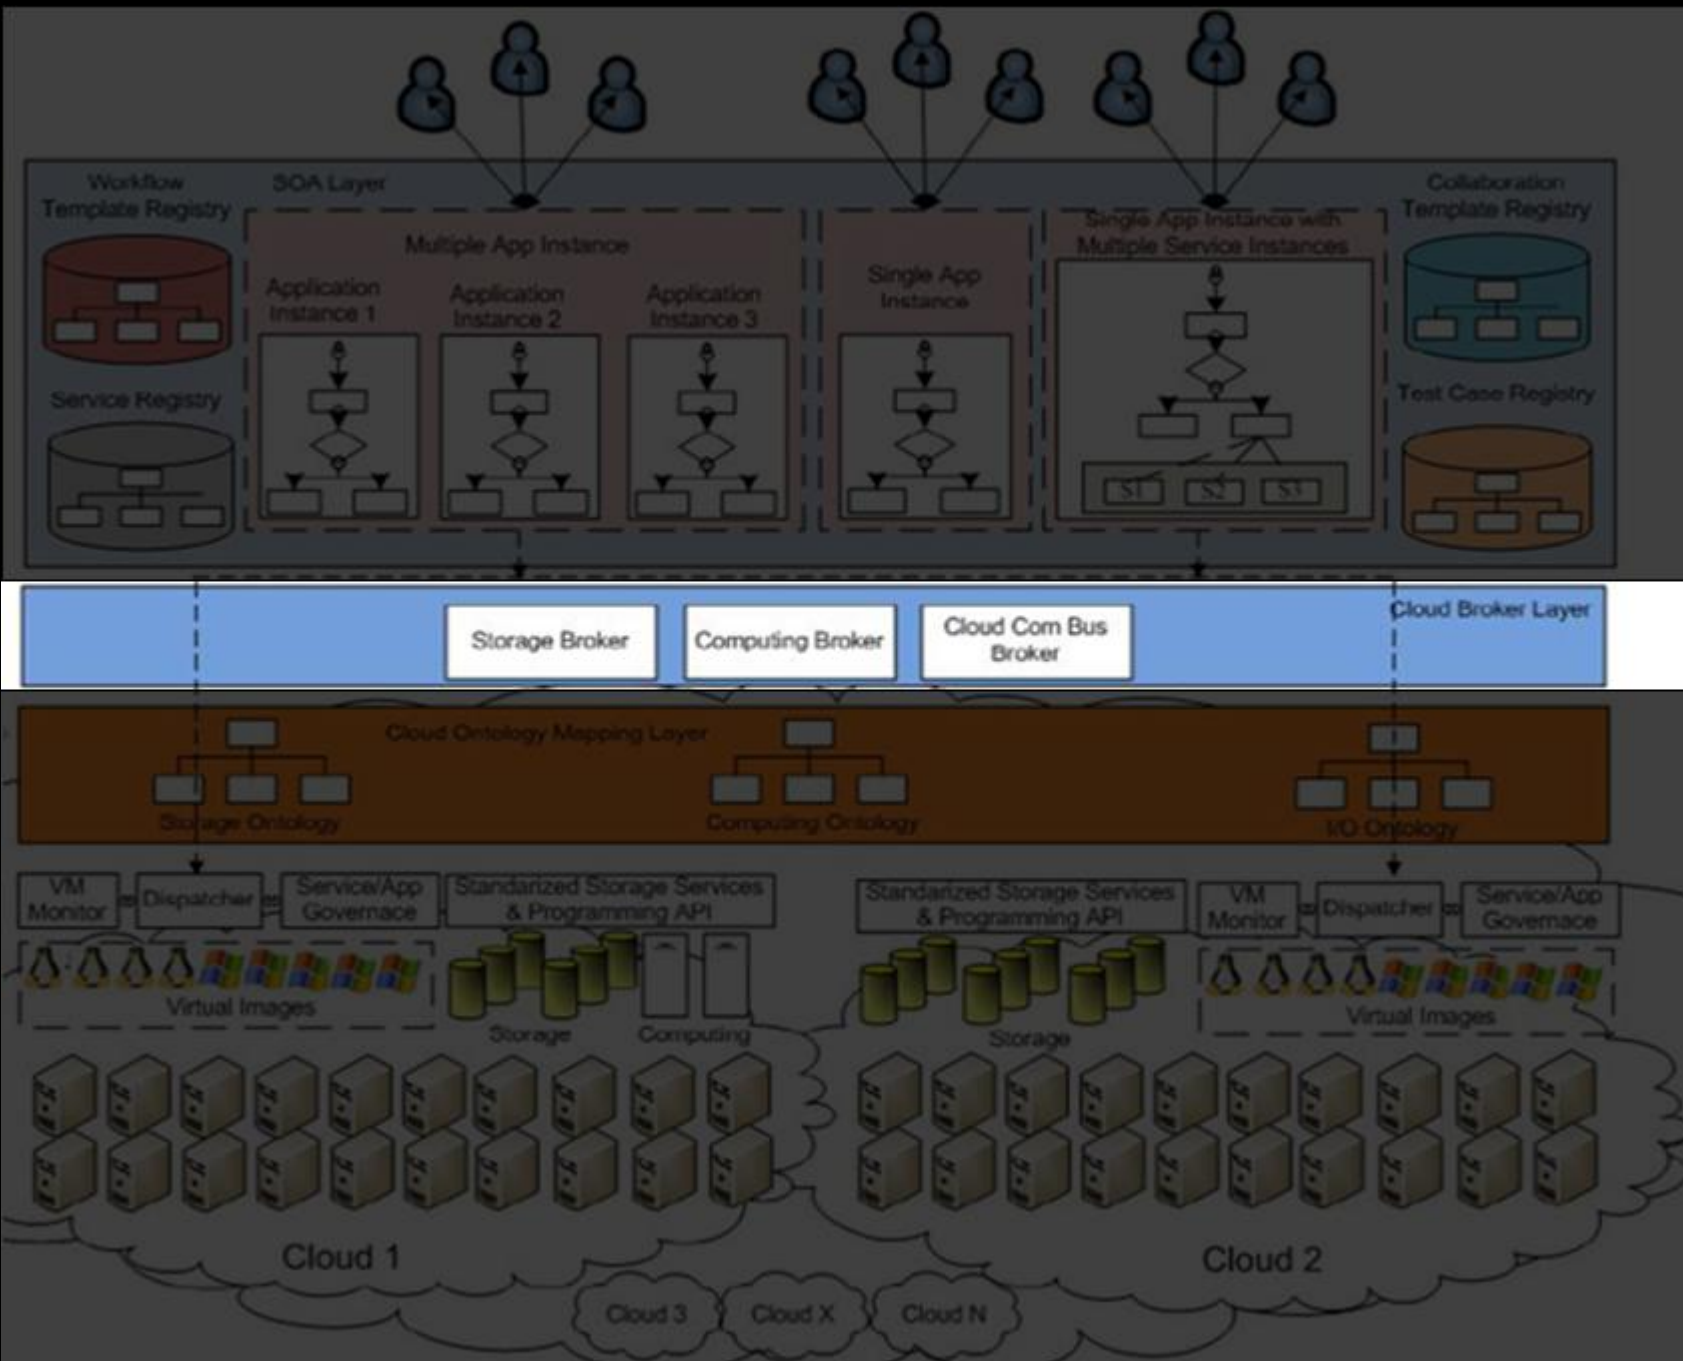 Workflow
Template Registry
SOA Layer
Collaboration
Template Registry
Multiple App Instance
Single App Instance with
Multiple Service Instances
Application
Instance 1
Application
Instance 2
Application
Instance 3
Single App
Instance
Service Registry
Test Case Registry
S1
S2
S3
Cloud Broker Layer
Storage Broker
Computing Broker
Cloud Com Bus
Broker
Cloud Ontology Mapping Layer
Storage Ontology
Computing Ontology
I/O Ontology
VM
Monitor
Dispatcher
Service/App
Governace
Standarized Storage Services
& Programming API
Standarized Storage Services
& Programming API
VM
Monitor
Dispatcher
Service/App
Governace
Virtual Images
Storage
Computing
Storage
Virtual Images
Cloud 1
Cloud 2
Cloud 3
Cloud X
Cloud N